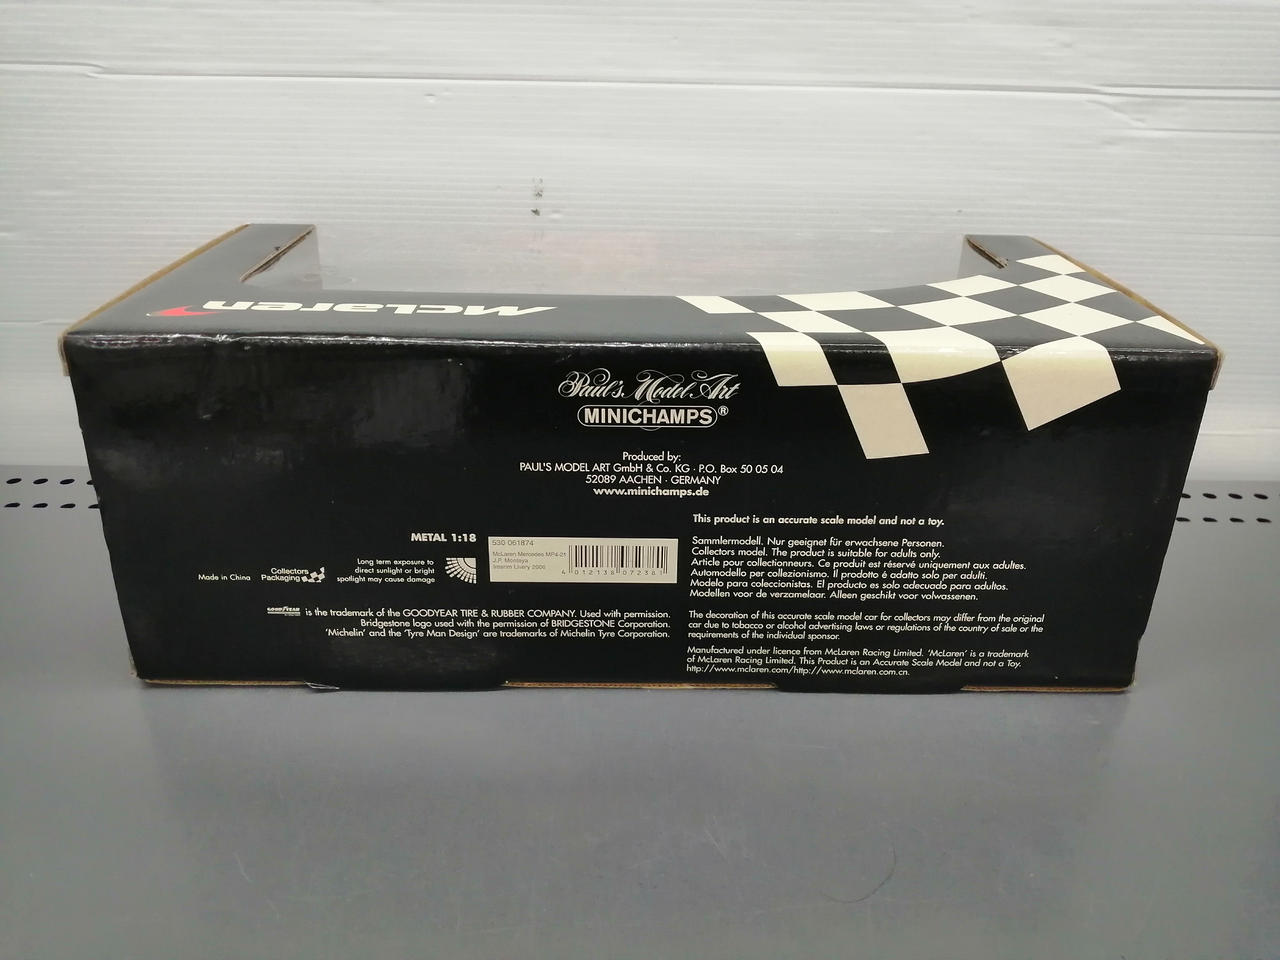 McLaren
Paul's Model Art
MINICHAMPS®
Produced by:
PAUL'S MODEL ART GmbH & Co. KG · P.O. Box 50 05 04
52089 AACHEN · GERMANY
www.minichamps.de
METAL 1:18
530 061874
McLaren Mercedes MP4-21
J.P. Montoya
Interim Livery 2006
4 012138 072381
Made in China
Collectors
Packaging
Long term exposure to
direct sunlight or bright
spotlight may cause damage
GOODYEAR is the trademark of the GOODYEAR TIRE & RUBBER COMPANY. Used with permission.
Bridgestone logo used with the permission of BRIDGESTONE Corporation.
'Michelin' and the 'Tyre Man Design' are trademarks of Michelin Tyre Corporation.
This product is an accurate scale model and not a toy.
Sammlermodell. Nur geeignet für erwachsene Personen.
Collectors model. The product is suitable for adults only.
Article pour collectionneurs. Ce produit est réservé uniquement aux adultes.
Automodello per collezionismo. Il prodotto é adatto solo per adulti.
Modelo para coleccionistas. El producto es solo adecuado para adultos.
Modellen voor de verzamelaar. Alleen geschikt voor volwassenen.
The decoration of this accurate scale model car for collectors may differ from the original
car due to tobacco or alcohol advertising laws or regulations of the country of sale or the
requirements of the individual sponsor.
Manufactured under licence from McLaren Racing Limited. 'McLaren' is a trademark
of McLaren Racing Limited. This Product is an Accurate Scale Model and not a Toy.
http://www.mclaren.com/http://www.mclaren.com.cn.